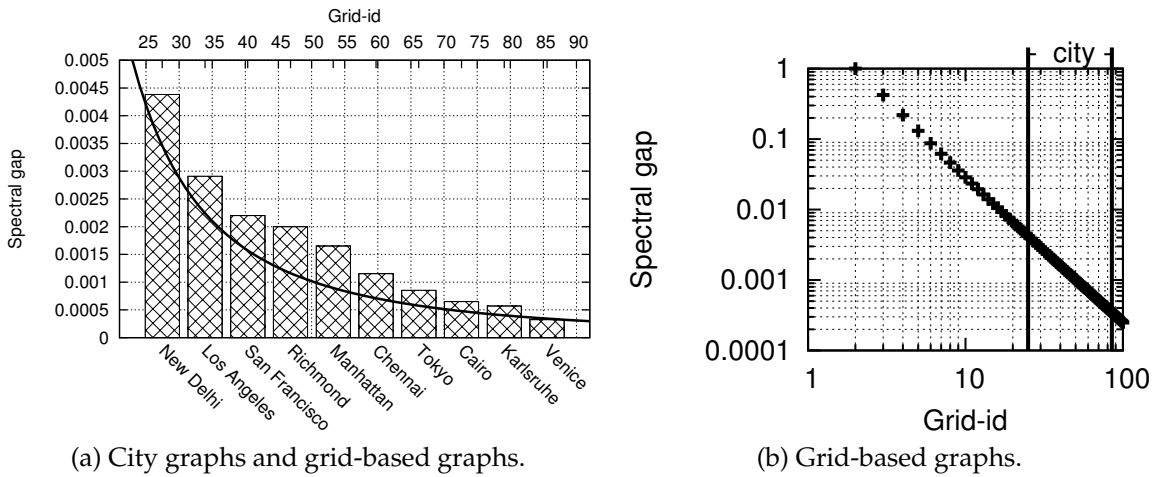 Grid-id
25 30 35 40 45 50 55 60 65 70 75 80 85 90
0.005
0.0045
0.004
0.0035
0.003
0.0025
0.002
0.0015
0.001
0.0005
0
Spectral gap
New Delhi
Los Angeles
San Francisco
Richmond
Manhattan
Chennai
Tokyo
Cairo
Karlsruhe
Venice
(a) City graphs and grid-based graphs.
city
1
0.1
0.01
0.001
0.0001
Spectral gap
1 10 100
Grid-id
(b) Grid-based graphs.